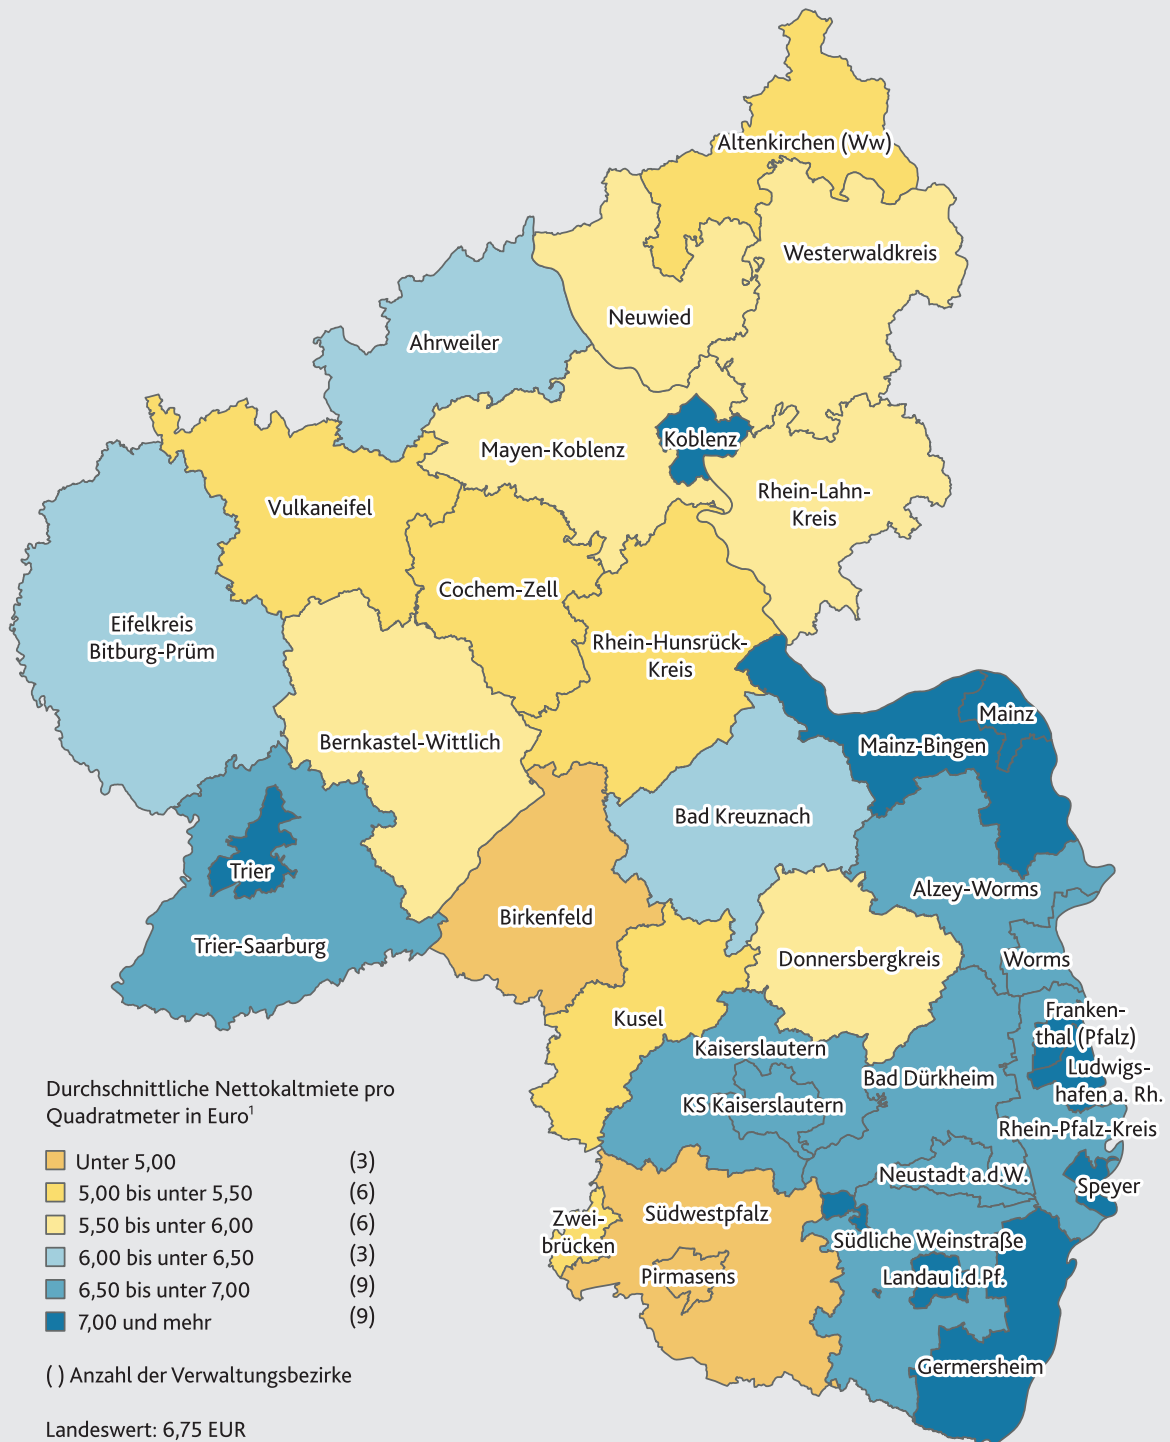 Altenkirchen (Ww)
Westerwaldkreis
Neuwied
Ahrweiler
Koblenz
Mayen-Koblenz
Rhein-Lahn-
Kreis
Vulkaneifel
Cochem-Zell
Eifelkreis
Bitburg-Prüm
Rhein-Hunsrück-
Kreis
Mainz
Bernkastel-Wittlich
Mainz-Bingen
Bad Kreuznach
Trier
Alzey-Worms
Birkenfeld
Trier-Saarburg
Donnersbergkreis
Worms
Kusel
Franken-
thal (Pfalz)
Kaiserslautern
Ludwigs-
hafen a. Rh.
Bad Dürkheim
KS Kaiserslautern
Rhein-Pfalz-Kreis
Neustadt a.d.W.
Speyer
Südwestpfalz
Zwei-
brücken
Südliche Weinstraße
Pirmasens
Landau i.d.Pf.
Germersheim
Durchschnittliche Nettokaltmiete pro
Quadratmeter in Euro¹
Unter 5,00 (3)
5,00 bis unter 5,50 (6)
5,50 bis unter 6,00 (6)
6,00 bis unter 6,50 (3)
6,50 bis unter 7,00 (9)
7,00 und mehr (9)
( ) Anzahl der Verwaltungsbezirke
Landeswert: 6,75 EUR